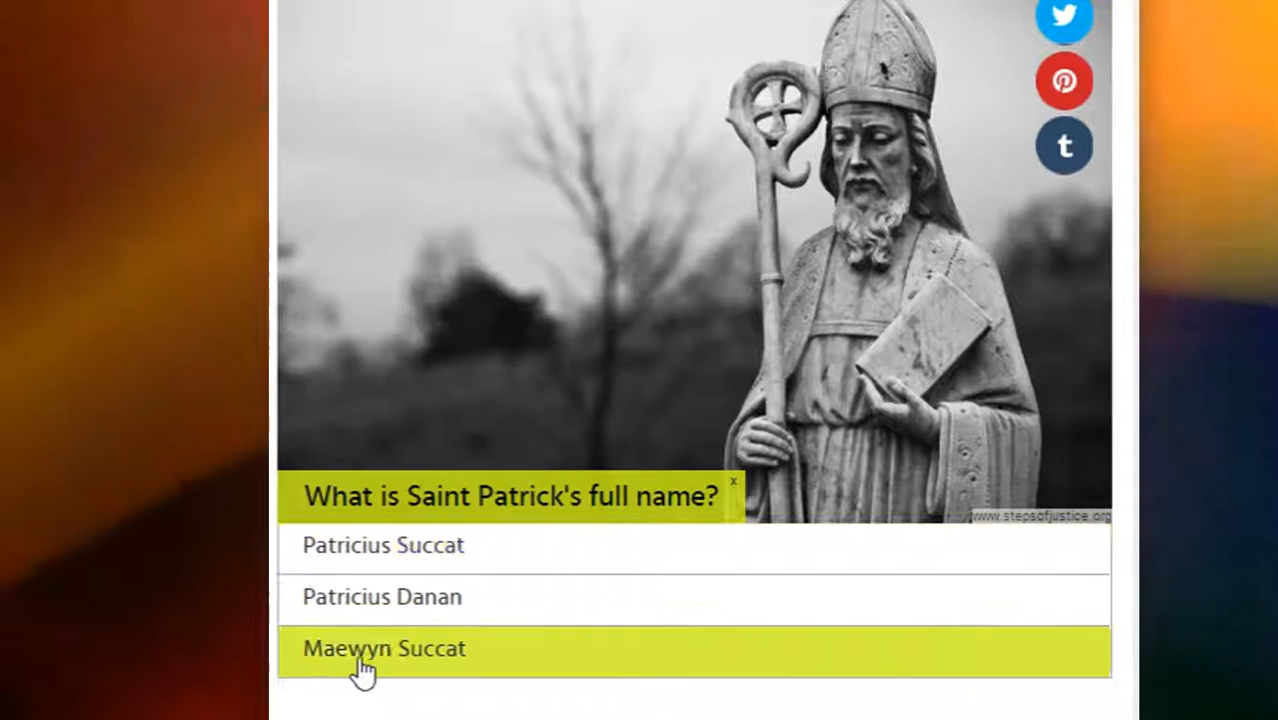 t
What is Saint Patrick's full name?
x
www.stepsofjustice.org
Patricius Succat
Patricius Danan
Maewyn Succat